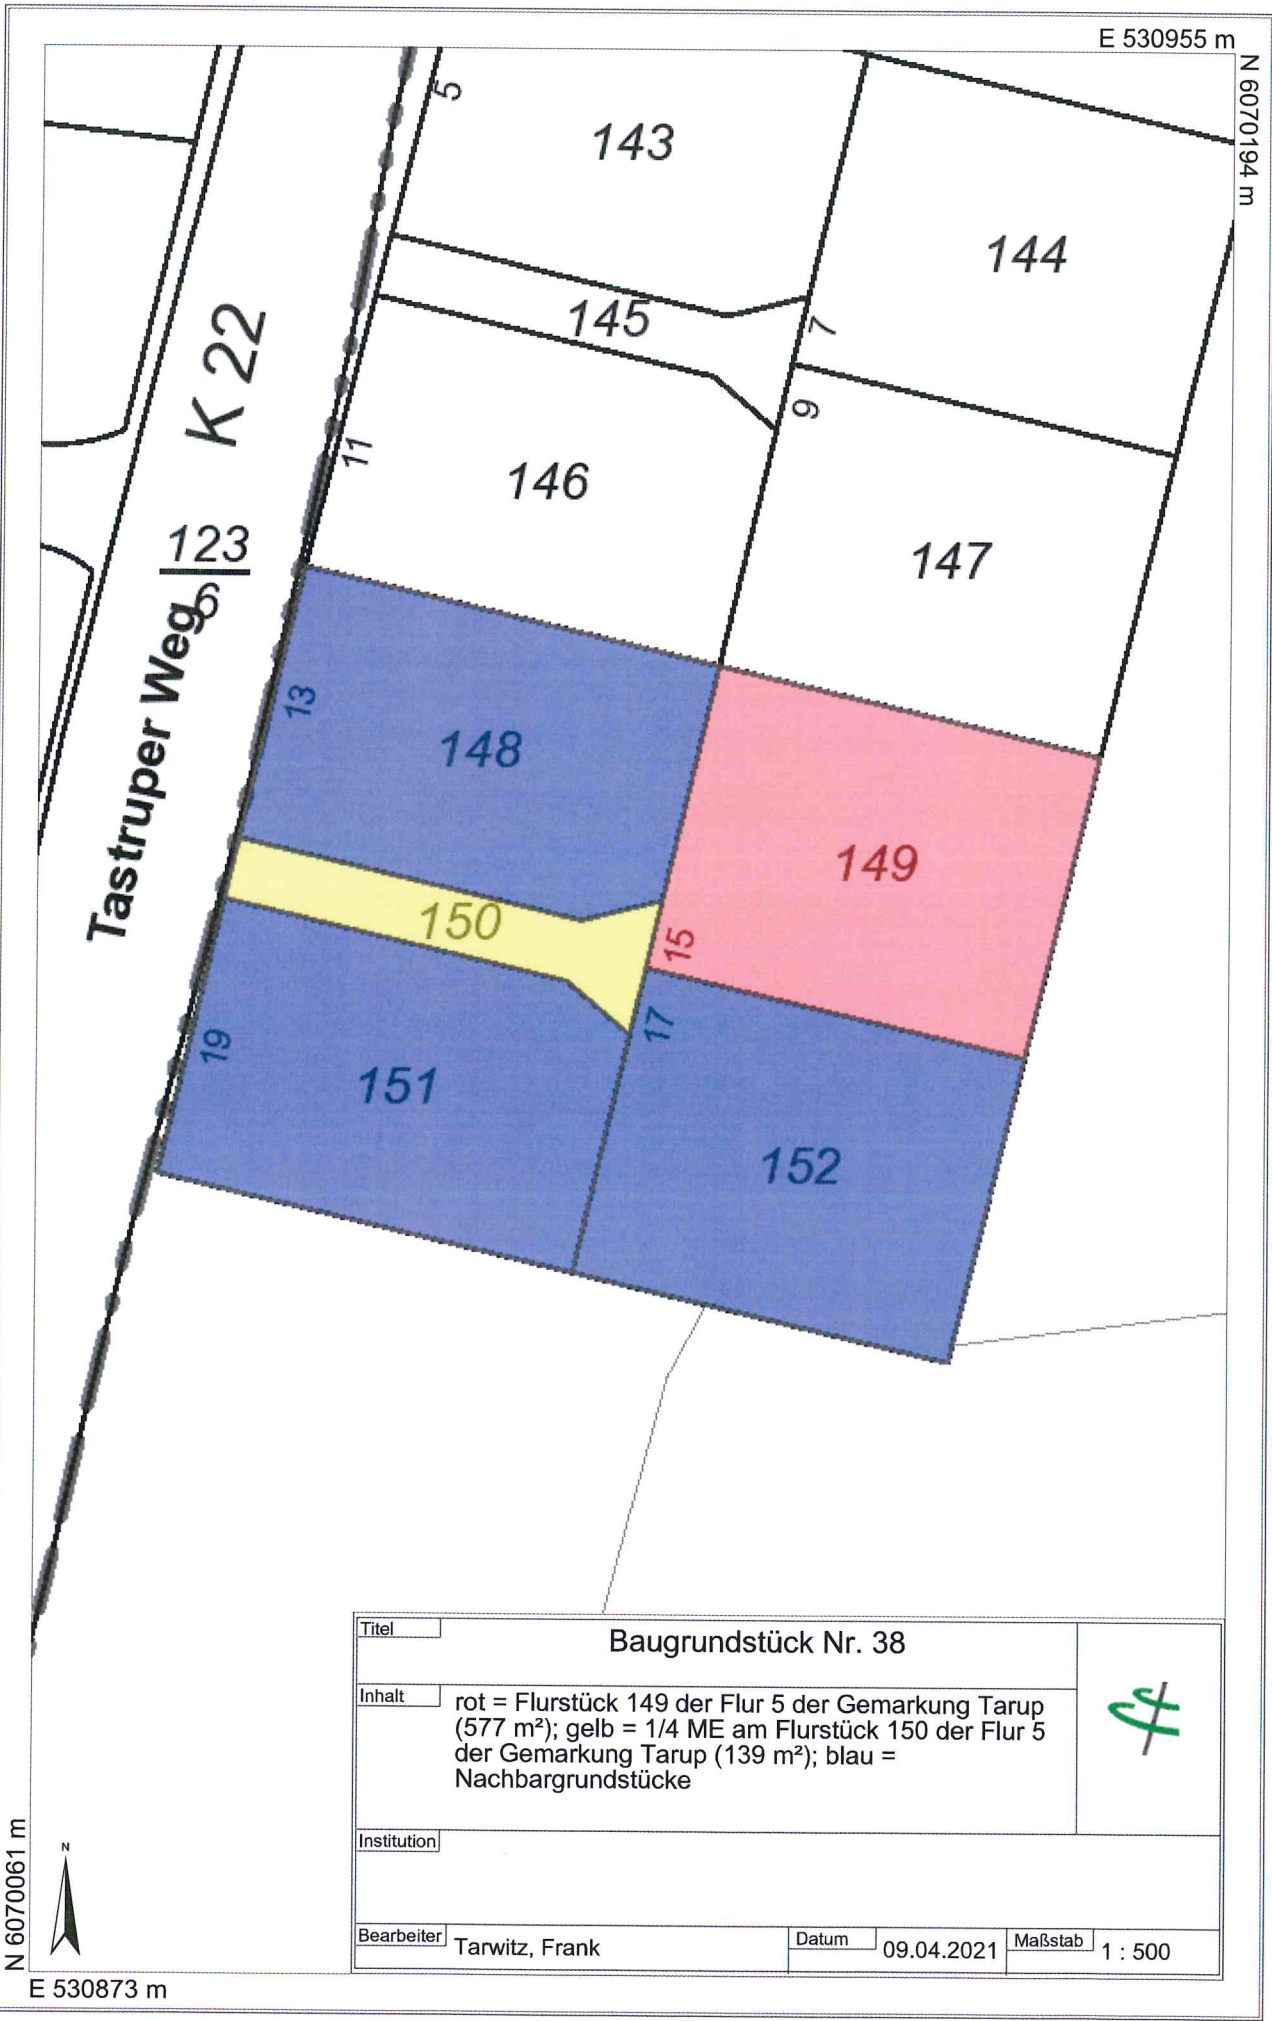 E 530955 m
N 6070194 m
5
143
144
145
7
K 22
9
11
146
123
6
147
Tastruper Weg
13
148
149
150
15
17
19
151
152
Titel
Baugrundstück Nr. 38
Inhalt
rot = Flurstück 149 der Flur 5 der Gemarkung Tarup
(577 m²); gelb = 1/4 ME am Flurstück 150 der Flur 5
der Gemarkung Tarup (139 m²); blau =
Nachbargrundstücke
Institution
N
Bearbeiter
Tarwitz, Frank
Datum
09.04.2021
Maßstab
1 : 500
N 6070061 m
E 530873 m